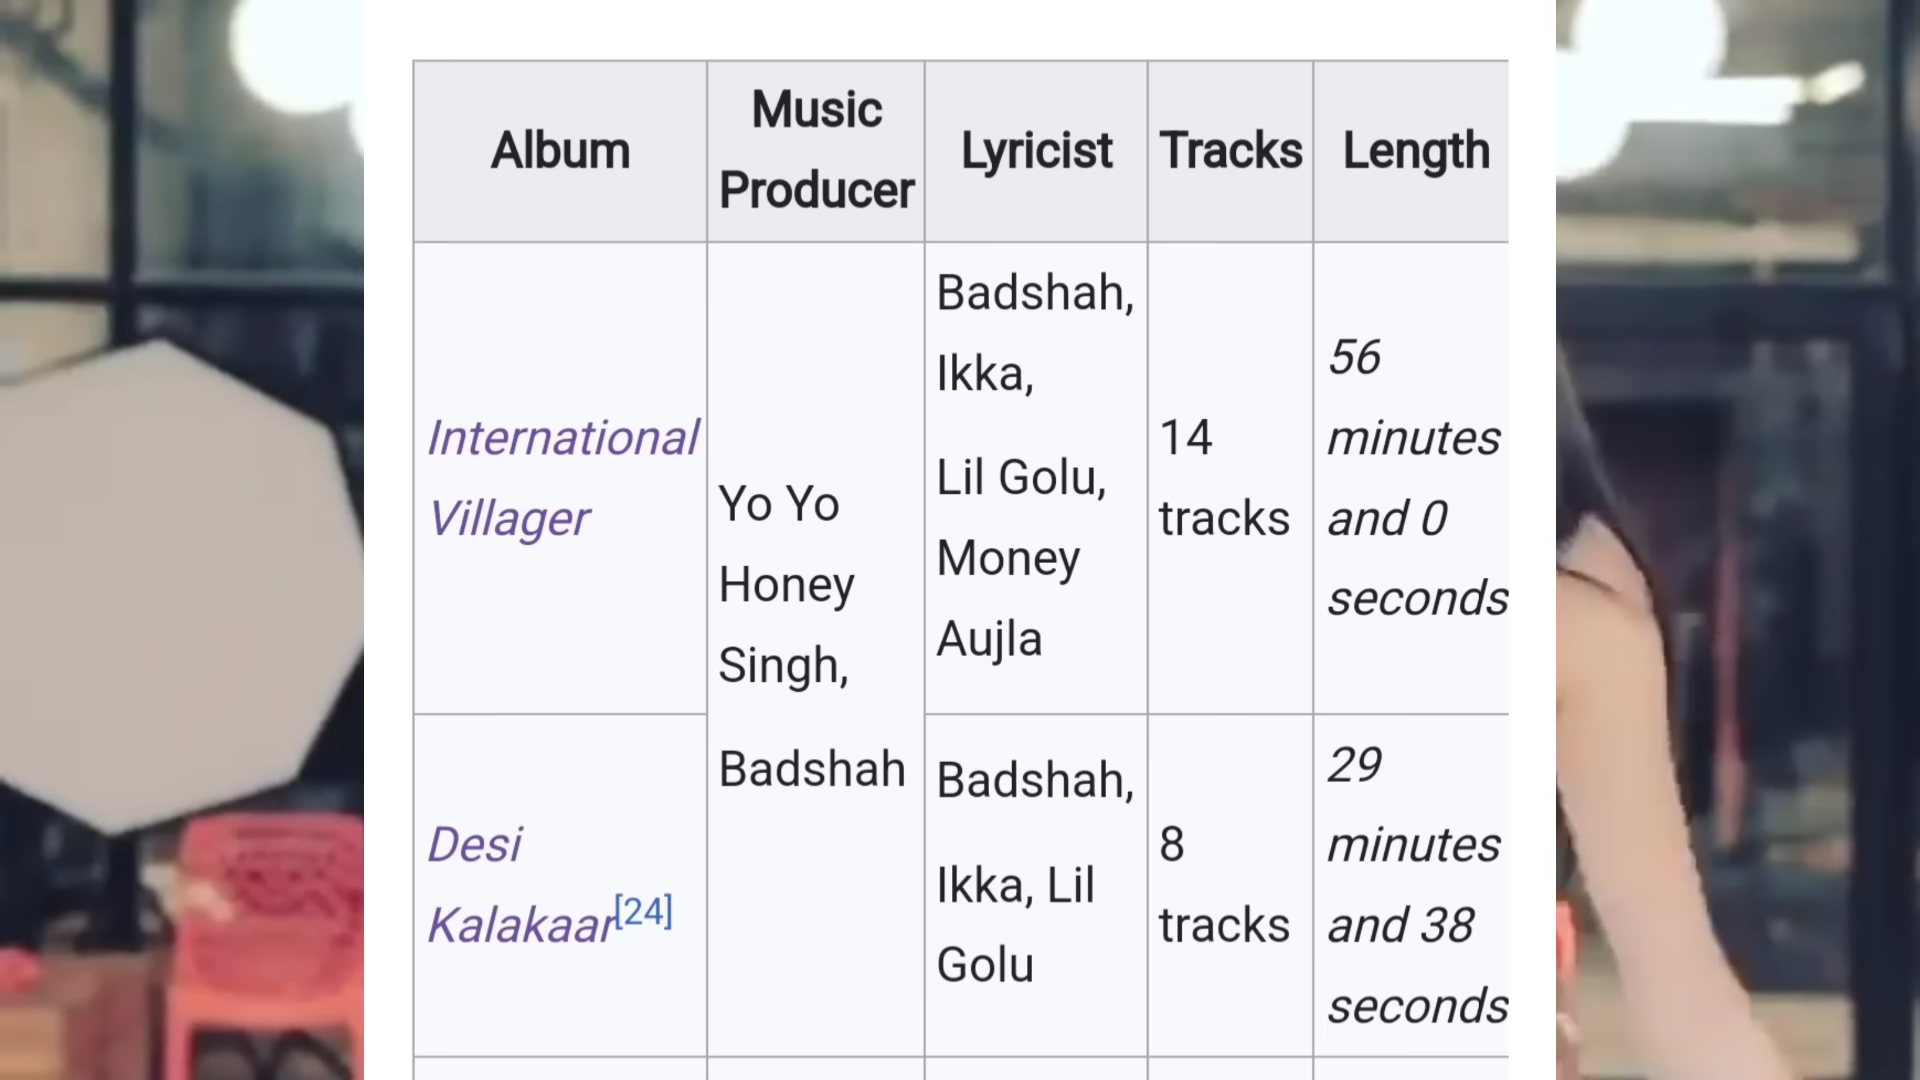 Album
Music
Producer
Lyricist
Tracks
Length
International
Villager
Yo Yo
Honey
Singh,
Badshah
Badshah,
Ikka,
Lil Golu,
Money
Aujla
14
tracks
56
minutes
and 0
seconds
Desi
Kalakaar[24]
Badshah,
Ikka, Lil
Golu
8
tracks
29
minutes
and 38
seconds